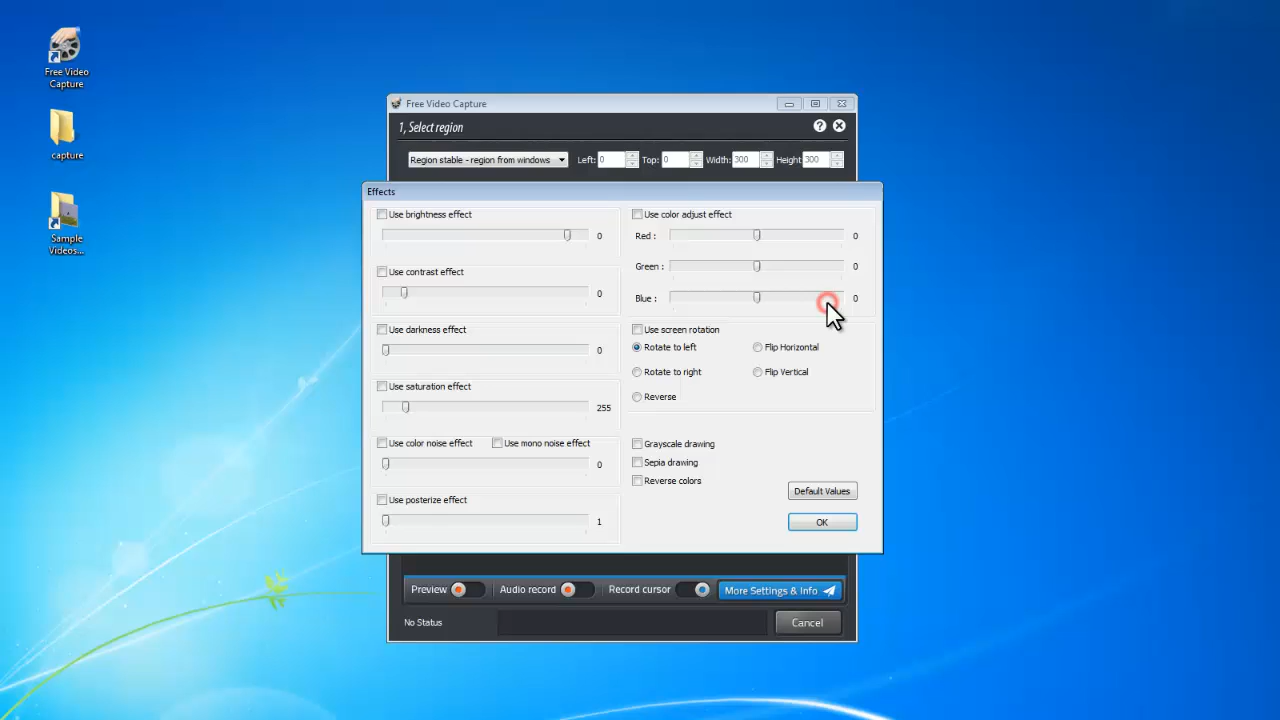 Free Video
Capture
capture
Sample
Videos...
Free Video Capture
1, Select region
Region stable - region from windows Left: 0 Top: 0 Width: 300 Height: 300
Effects
Use brightness effect
0
Use contrast effect
0
Use darkness effect
0
Use saturation effect
255
Use color noise effect Use mono noise effect
0
Use posterize effect
1
Use color adjust effect
Red : 0
Green : 0
Blue : 0
Use screen rotation
Rotate to left Flip Horizontal
Rotate to right Flip Vertical
Reverse
Grayscale drawing
Sepia drawing
Reverse colors
Default Values
OK
Preview Audio record Record cursor More Settings & Info
No Status Cancel